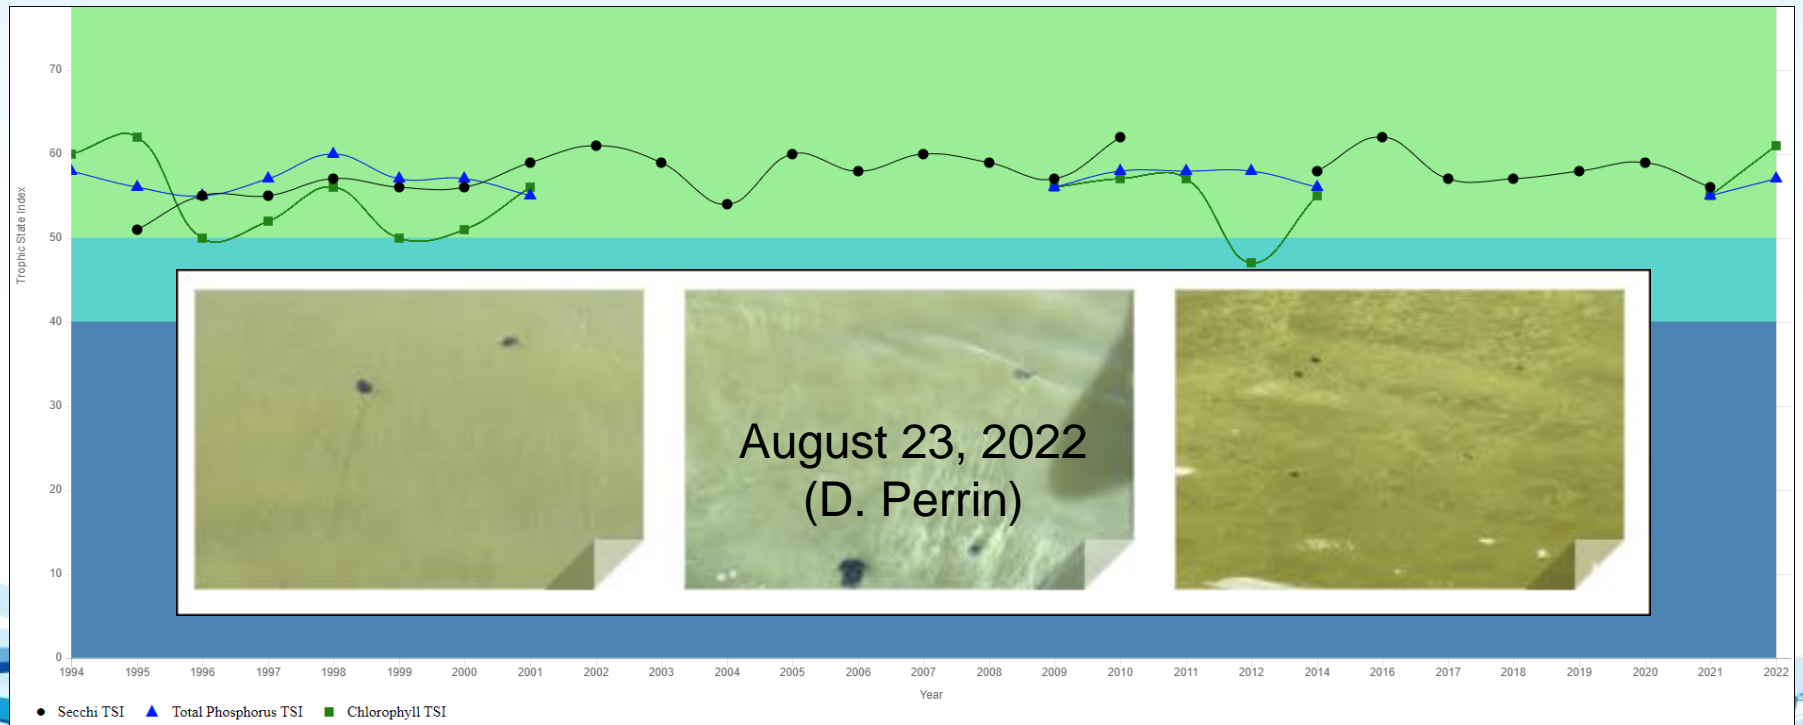 70
60
50
40
30
20
10
0
Trophic State Index
August 23, 2022
(D. Perrin)
1994 1995 1996 1997 1998 1999 2000 2001 2002 2003 2004 2005 2006 2007 2008 2009 2010 2011 2012 2014 2016 2017 2018 2019 2020 2021 2022
Year
Secchi TSI Total Phosphorus TSI Chlorophyll TSI